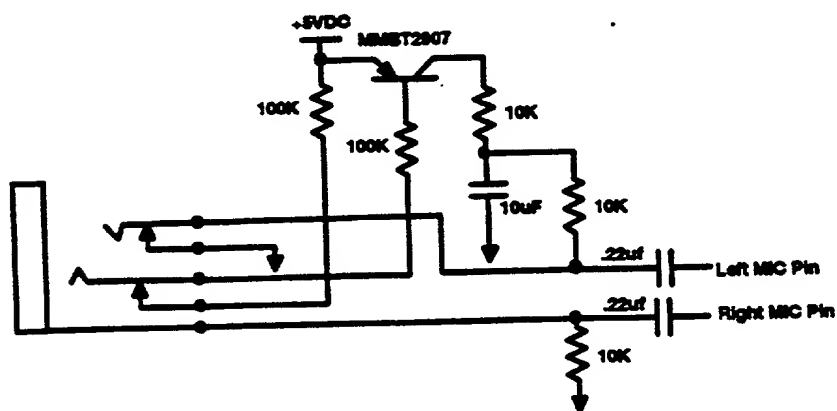 +5VDC
MMBT2907
100K
10K
100K
10uF
10K
.22uf
Left MIC Pin
.22uf
Right MIC Pin
10K